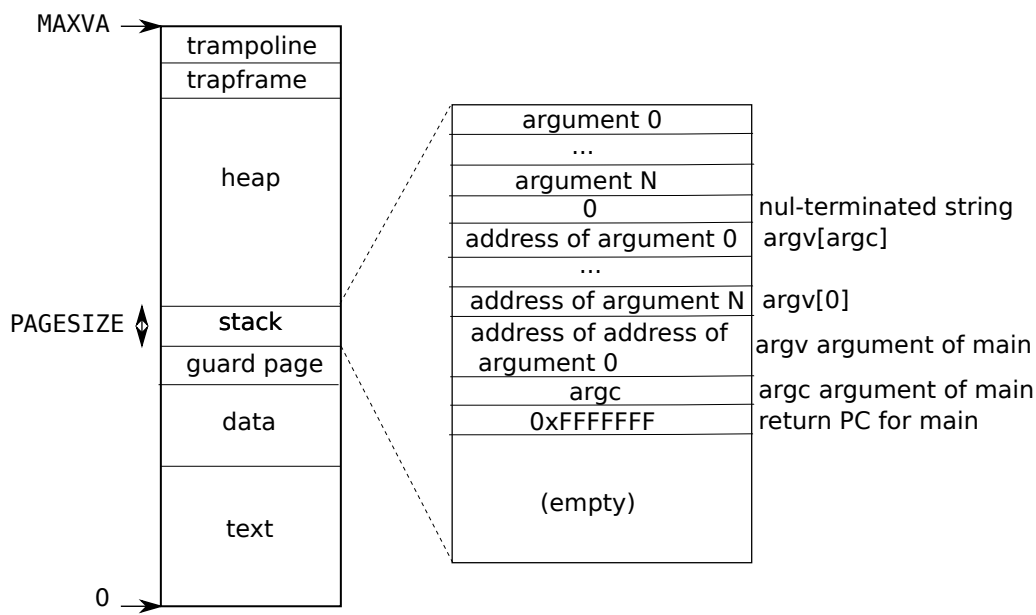 MAXVA
trampoline
trapframe
heap
PAGESIZE
stack
guard page
data
text
0
argument 0
...
argument N
0 nul-terminated string
address of argument 0 argv[argc]
...
address of argument N argv[0]
address of address of
argument 0
argv argument of main
argc argc argument of main
0xFFFFFFF return PC for main
(empty)